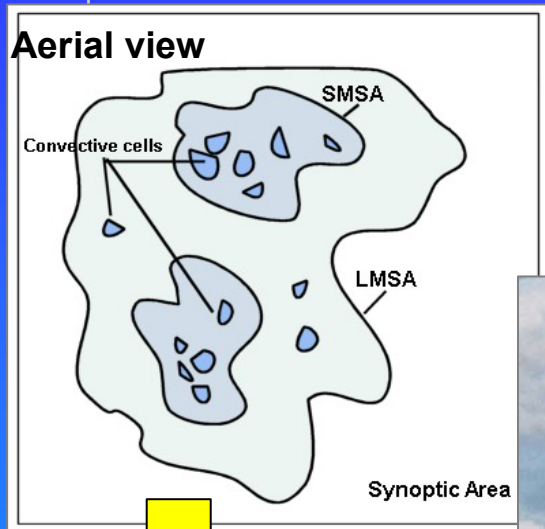 Aerial view
SMSA
Convective cells
LMSA
Synoptic Area